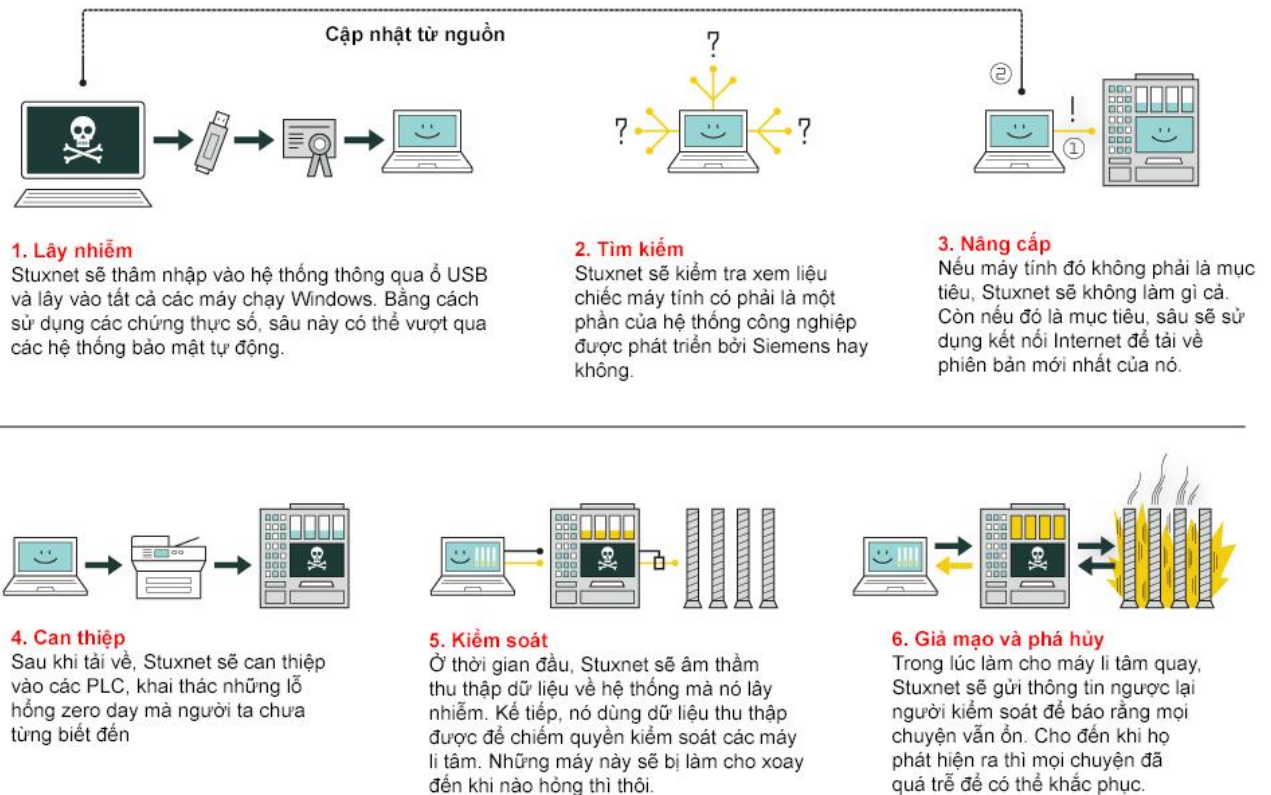 Cập nhật từ nguồn
?
? ?
②
!
①
1. Lây nhiễm
Stuxnet sẽ thâm nhập vào hệ thống thông qua ổ USB
và lây vào tất cả các máy chạy Windows. Bằng cách
sử dụng các chứng thực số, sâu này có thể vượt qua
các hệ thống bảo mật tự động.
2. Tìm kiếm
Stuxnet sẽ kiểm tra xem liệu
chiếc máy tính có phải là một
phần của hệ thống công nghiệp
được phát triển bởi Siemens hay
không.
3. Nâng cấp
Nếu máy tính đó không phải là mục
tiêu, Stuxnet sẽ không làm gì cả.
Còn nếu đó là mục tiêu, sâu sẽ sử
dụng kết nối Internet để tải về
phiên bản mới nhất của nó.
4. Can thiệp
Sau khi tải về, Stuxnet sẽ can thiệp
vào các PLC, khai thác những lỗ
hổng zero day mà người ta chưa
từng biết đến
5. Kiểm soát
Ở thời gian đầu, Stuxnet sẽ âm thầm
thu thập dữ liệu về hệ thống mà nó lây
nhiễm. Kế tiếp, nó dùng dữ liệu thu thập
được để chiếm quyền kiểm soát các máy
li tâm. Những máy này sẽ bị làm cho xoay
đến khi nào hỏng thì thôi.
6. Giả mạo và phá hủy
Trong lúc làm cho máy li tâm quay,
Stuxnet sẽ gửi thông tin ngược lại
người kiểm soát để báo rằng mọi
chuyện vẫn ổn. Cho đến khi họ
phát hiện ra thì mọi chuyện đã
quá trễ để có thể khắc phục.